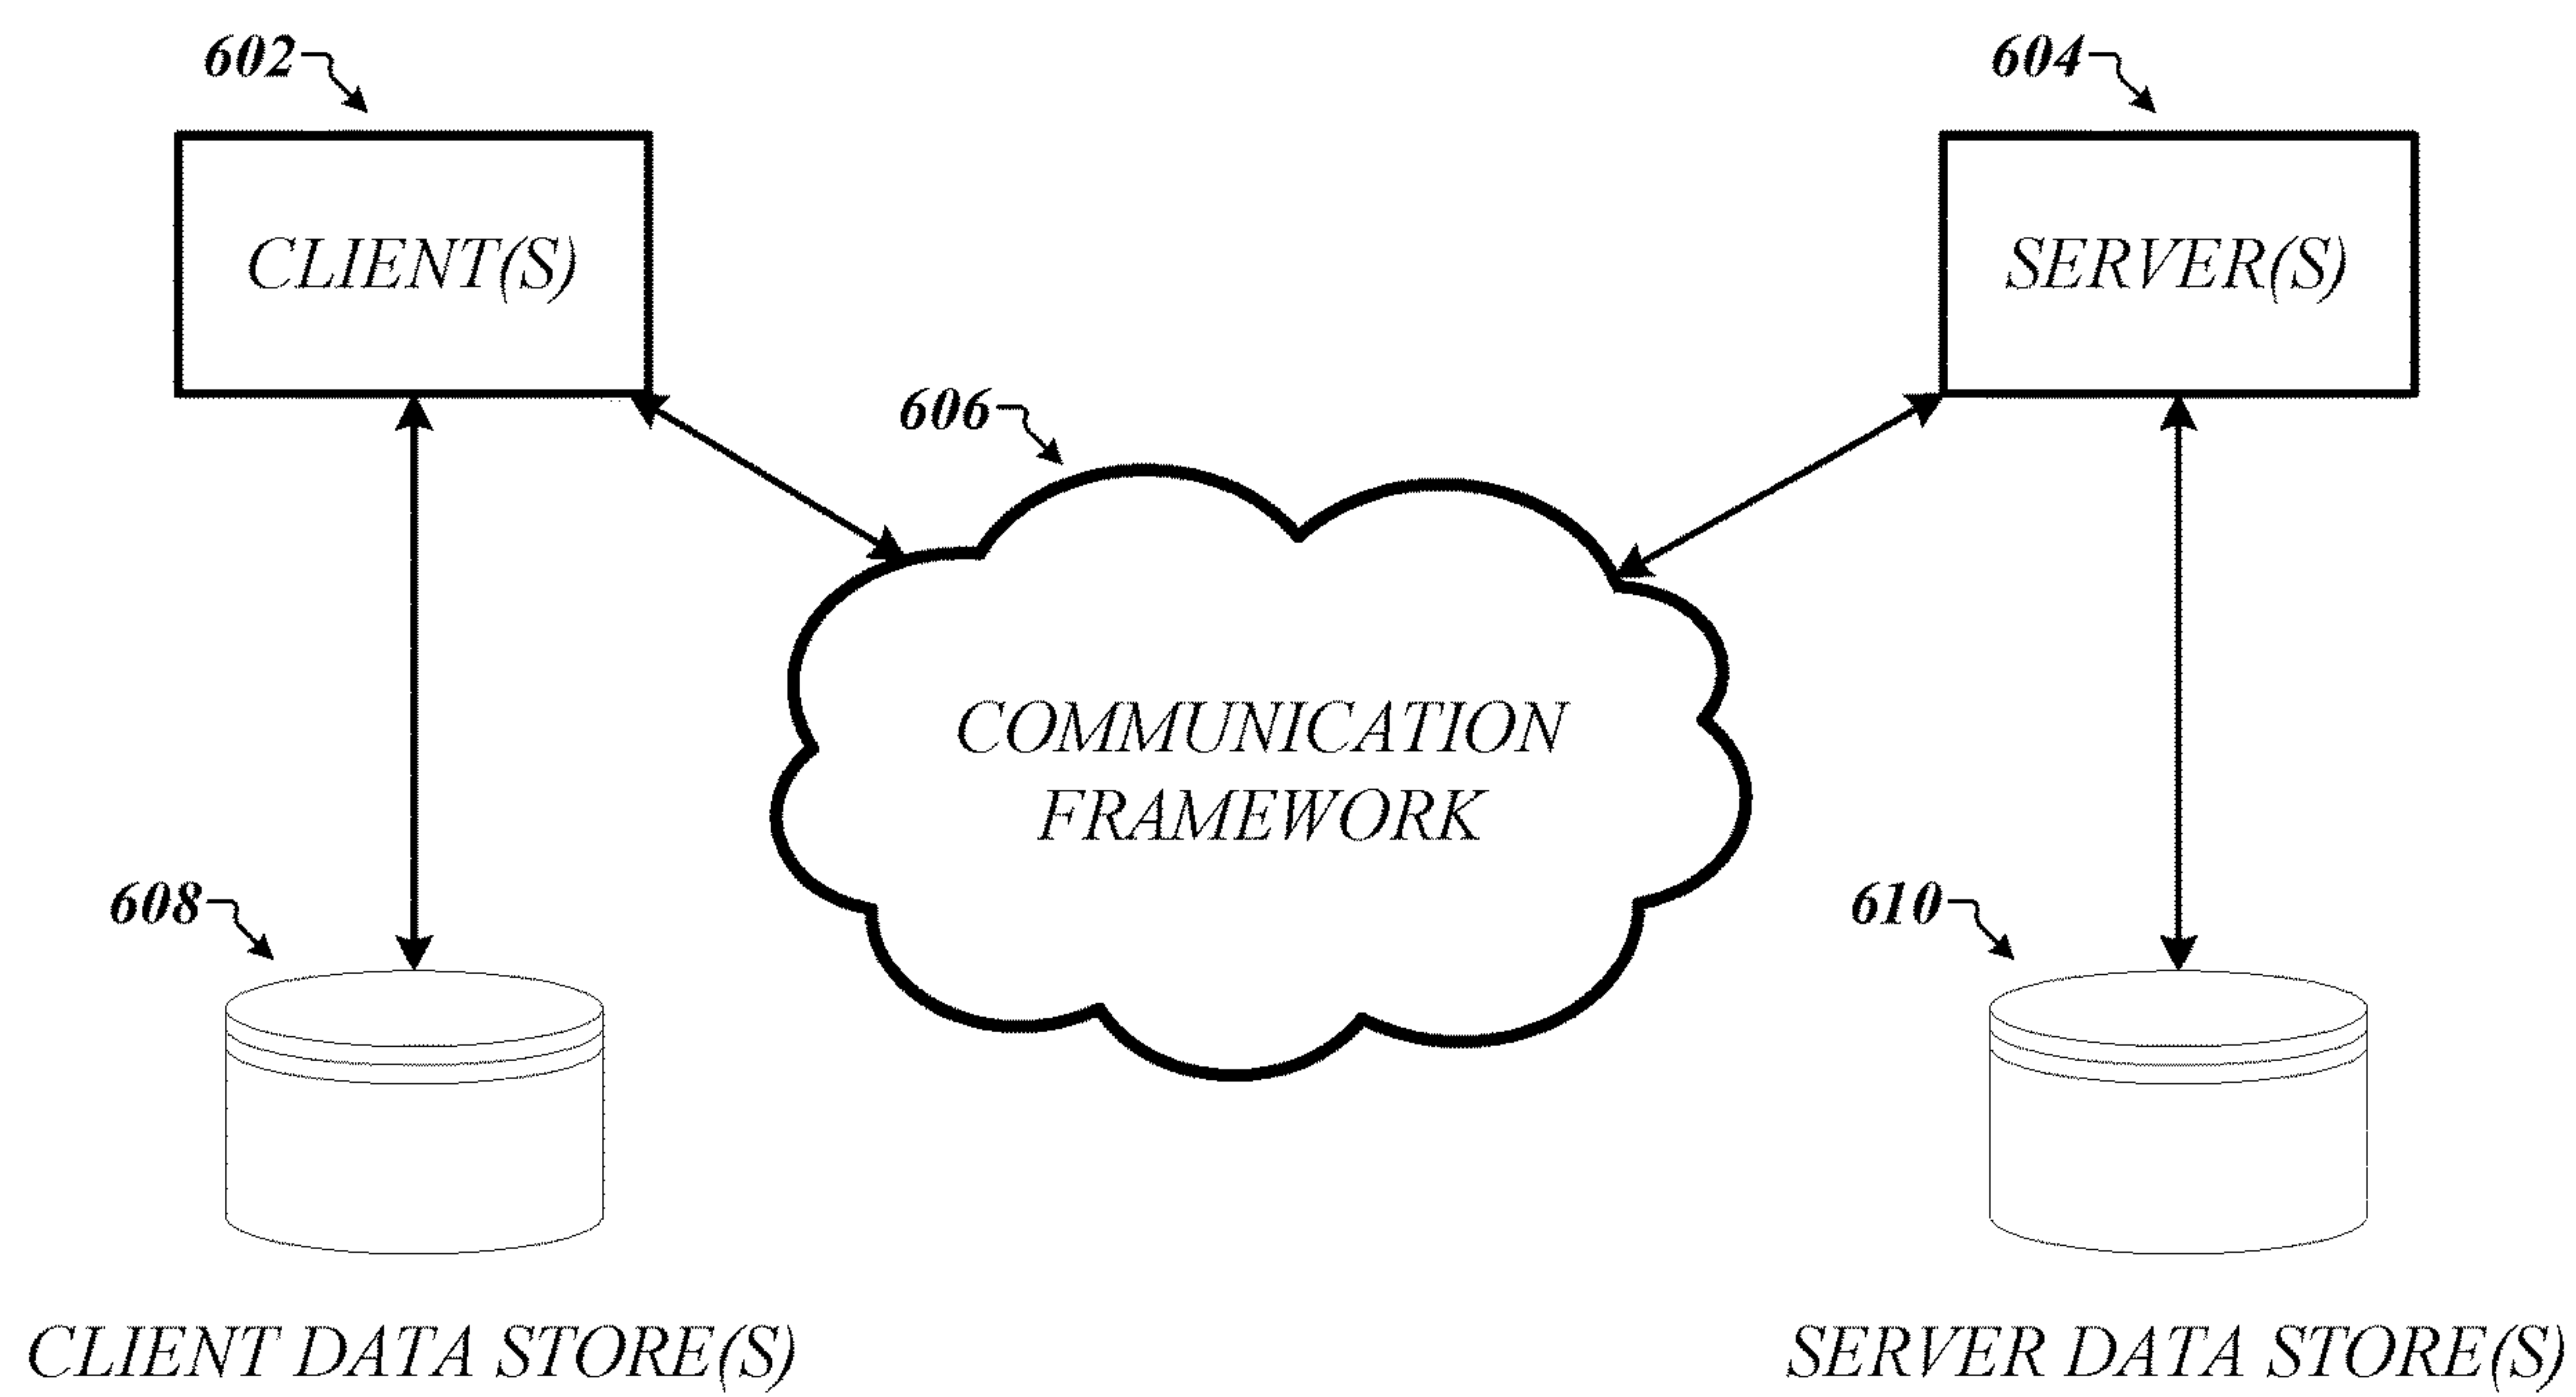 602
604
CLIENT(S)
SERVER(S)
606
COMMUNICATION
FRAMEWORK
608
610
CLIENT DATA STORE(S)
SERVER DATA STORE(S)